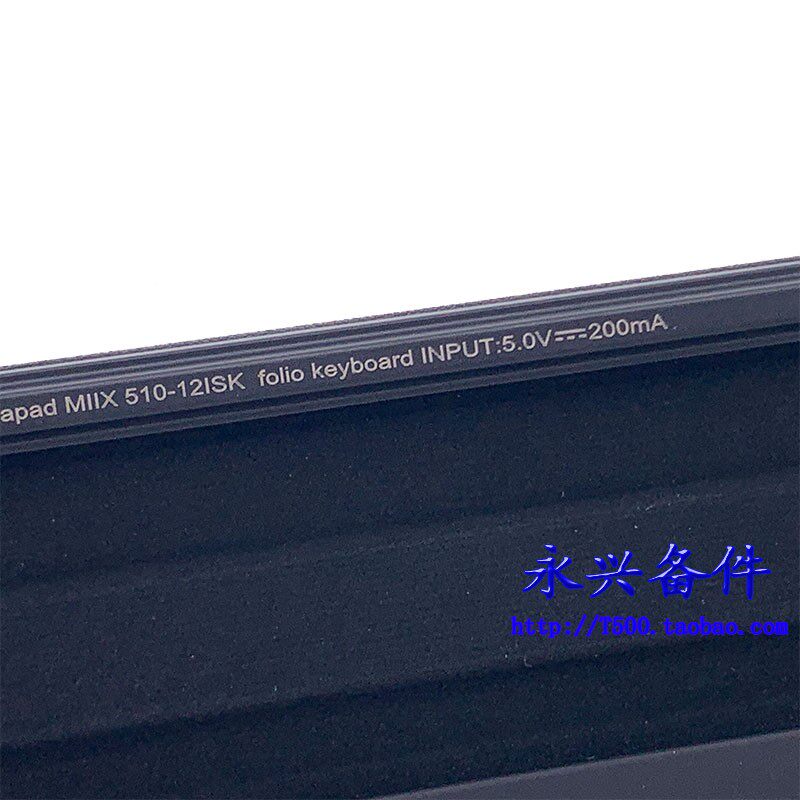 apad MIIX 510-12ISK folio keyboard INPUT:5.0V⎓200mA
永兴备件
http://T500.taobao.com